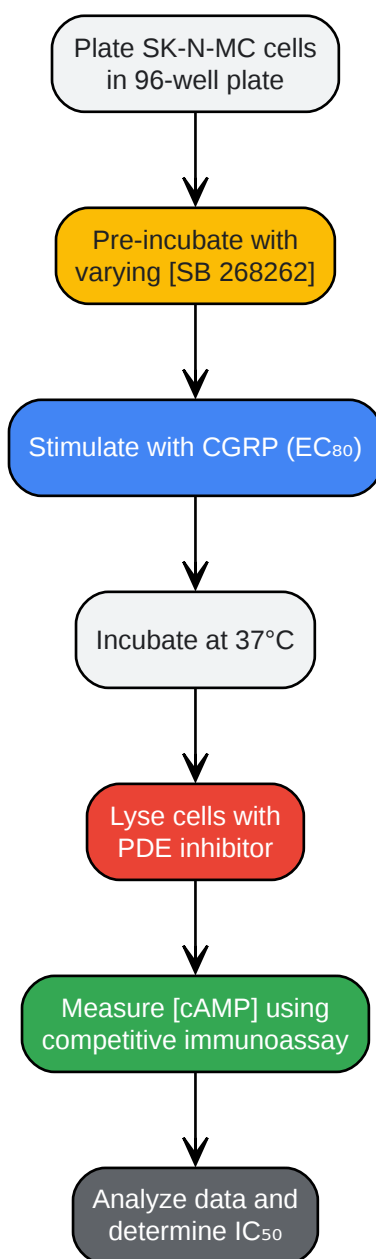 Plate SK-N-MC cells
in 96-well plate
Pre-incubate with
varying [SB 268262]
Stimulate with CGRP (EC₈₀)
Incubate at 37°C
Lyse cells with
PDE inhibitor
Measure [cAMP] using
competitive immunoassay
Analyze data and
determine IC₅₀